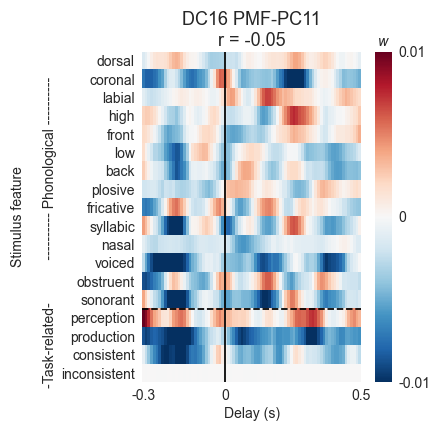 DC16 PMF-PC11
r = -0.05
w
Stimulus feature
-Task-related- ----------- Phonological ----------
dorsal
coronal
labial
high
front
low
back
plosive
fricative
syllabic
nasal
voiced
obstruent
sonorant
perception
production
consistent
inconsistent
0.01
0
-0.01
-0.3 0 0.5
Delay (s)